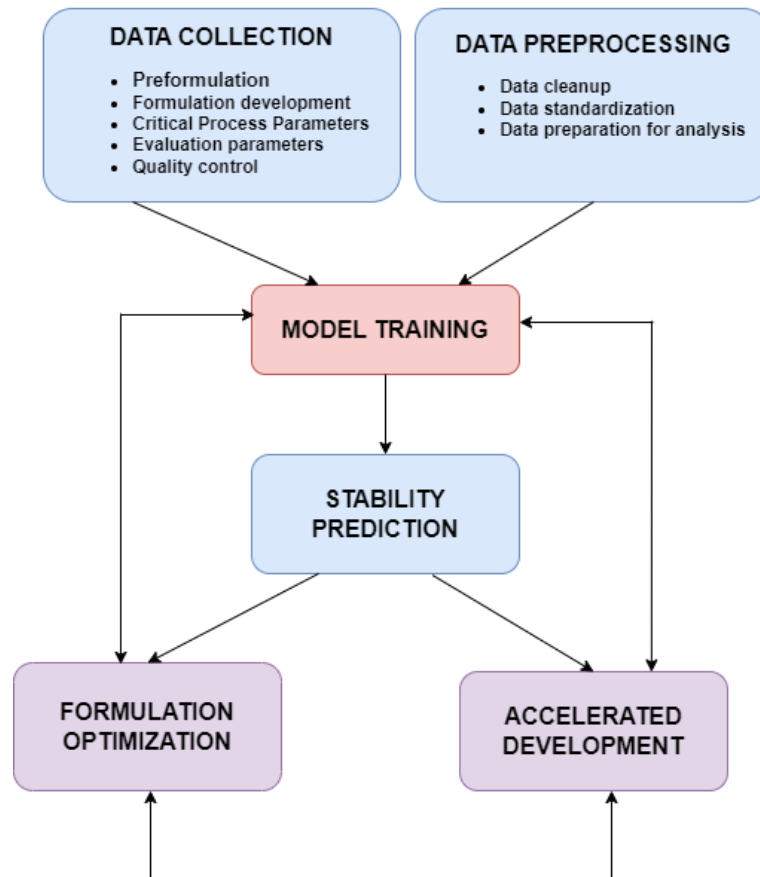 DATA COLLECTION
• Preformulation
• Formulation development
• Critical Process Parameters
• Evaluation parameters
• Quality control
DATA PREPROCESSING
• Data cleanup
• Data standardization
• Data preparation for analysis
MODEL TRAINING
STABILITY
PREDICTION
FORMULATION
OPTIMIZATION
ACCELERATED
DEVELOPMENT